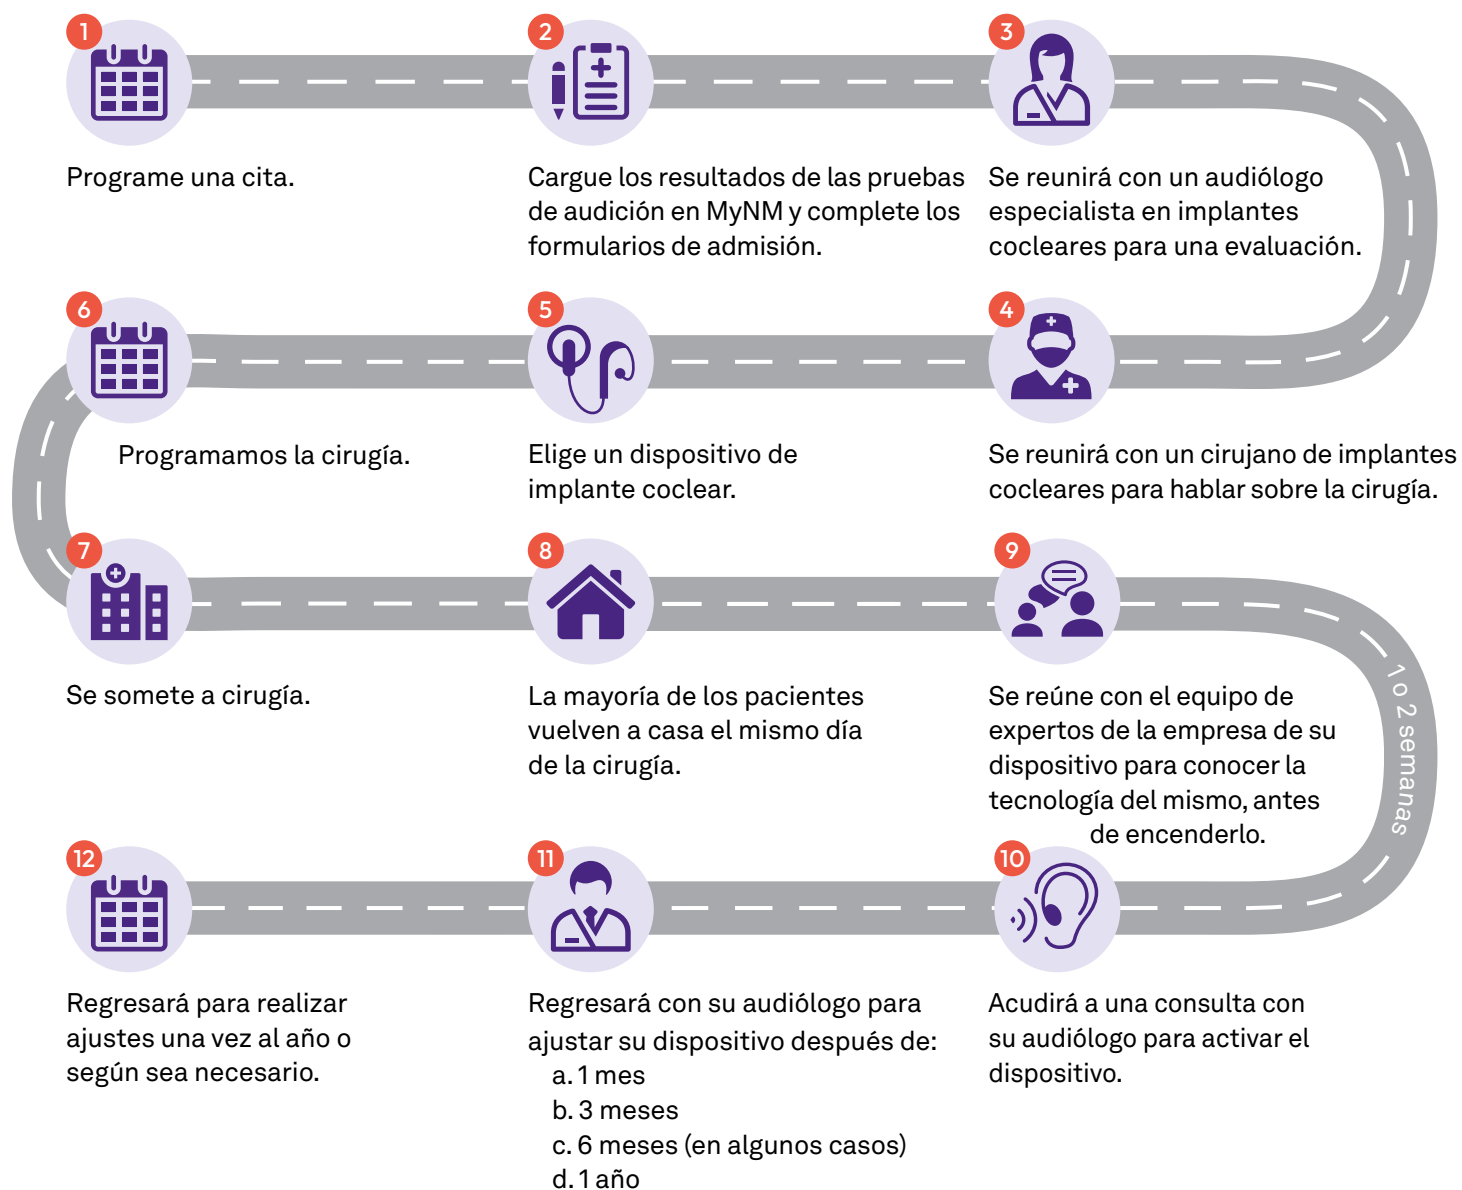 1
Programe una cita.
2
Cargue los resultados de las pruebas
de audición en MyNM y complete los
formularios de admisión.
3
Se reunirá con un audiólogo
especialista en implantes
cocleares para una evaluación.
4
Se reunirá con un cirujano de implantes
cocleares para hablar sobre la cirugía.
5
Elige un dispositivo de
implante coclear.
6
Programamos la cirugía.
7
Se somete a cirugía.
8
La mayoría de los pacientes
vuelven a casa el mismo día
de la cirugía.
9
Se reúne con el equipo de
expertos de la empresa de su
dispositivo para conocer la
tecnología del mismo, antes
de encenderlo.
1 o 2 semanas
10
Acudirá a una consulta con
su audiólogo para activar el
dispositivo.
11
Regresará con su audiólogo para
ajustar su dispositivo después de:
a. 1 mes
b. 3 meses
c. 6 meses (en algunos casos)
d. 1 año
12
Regresará para realizar
ajustes una vez al año o
según sea necesario.